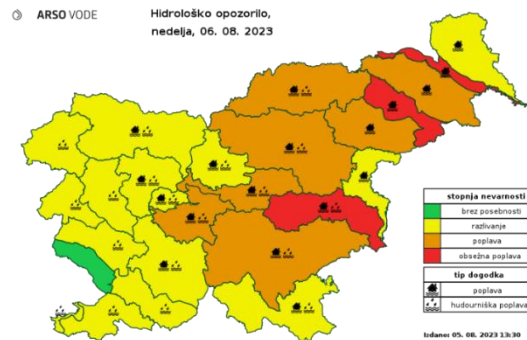 ARSO VODE
Hidrološko opozorilo,
nedelja, 06. 08. 2023
stopnja nevarnosti
brez posebnosti
razlivanje
poplava
obsežna poplava
tip dogodka
poplava
hudourniška poplava
Izdano: 05. 08. 2023 13:30